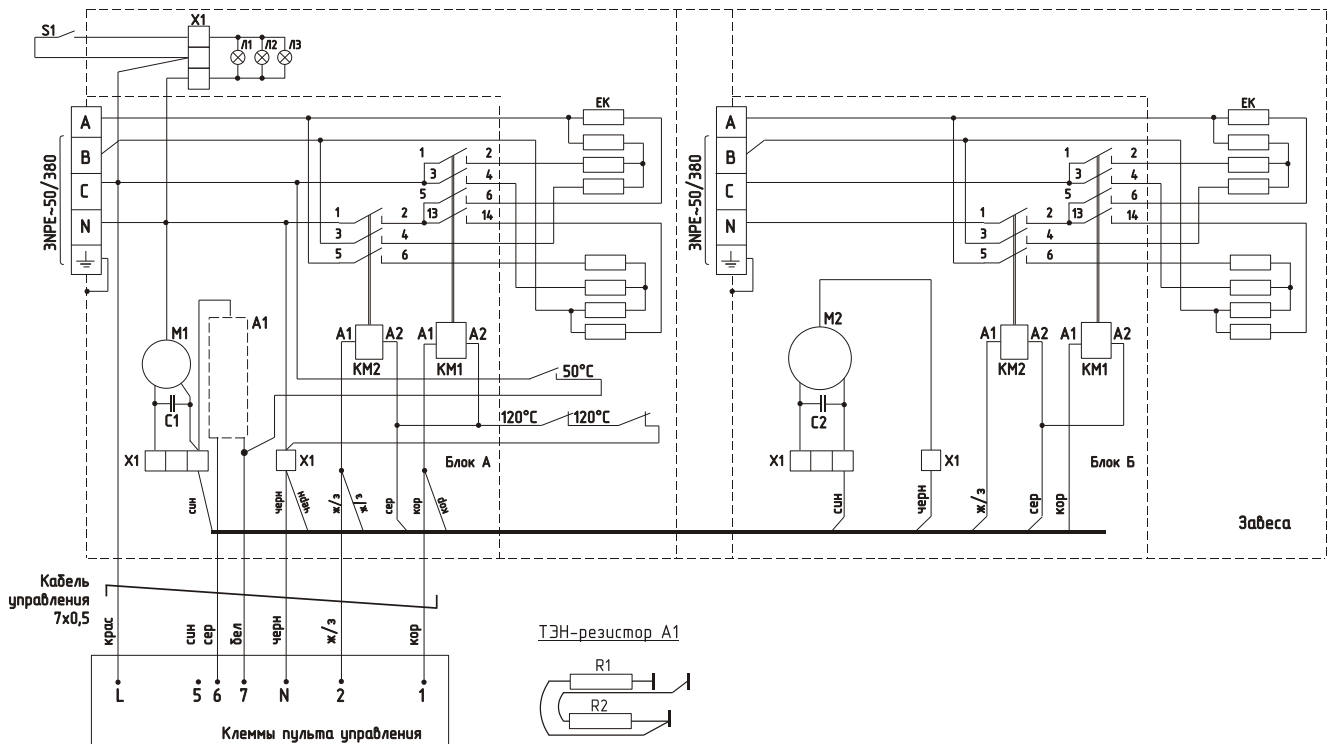 S1
X1
Л1 Л2 Л3
3NPE~50/380
A
B
C
N
EK
1 2
3 4
5 6
13 14
1 2
3 4
5 6
A1 A2
KM2
A1 A2
KM1
M1
C1
A1
50°C
120°C 120°C
X1
X1
Блок А
син
черн
черн
ж/з
ж/з
сер
кор
кор
3NPE~50/380
A
B
C
N
EK
1 2
3 4
5 6
13 14
1 2
3 4
5 6
A1 A2
KM2
A1 A2
KM1
M2
C2
X1
X1
Блок Б
син
черн
ж/з
сер
кор
Завеса
Кабель
управления
7x0,5
крас
син
сер
бел
черн
ж/з
кор
L 5 6 7 N 2 1
Клеммы пульта управления
ТЭН-резистор А1
R1
R2